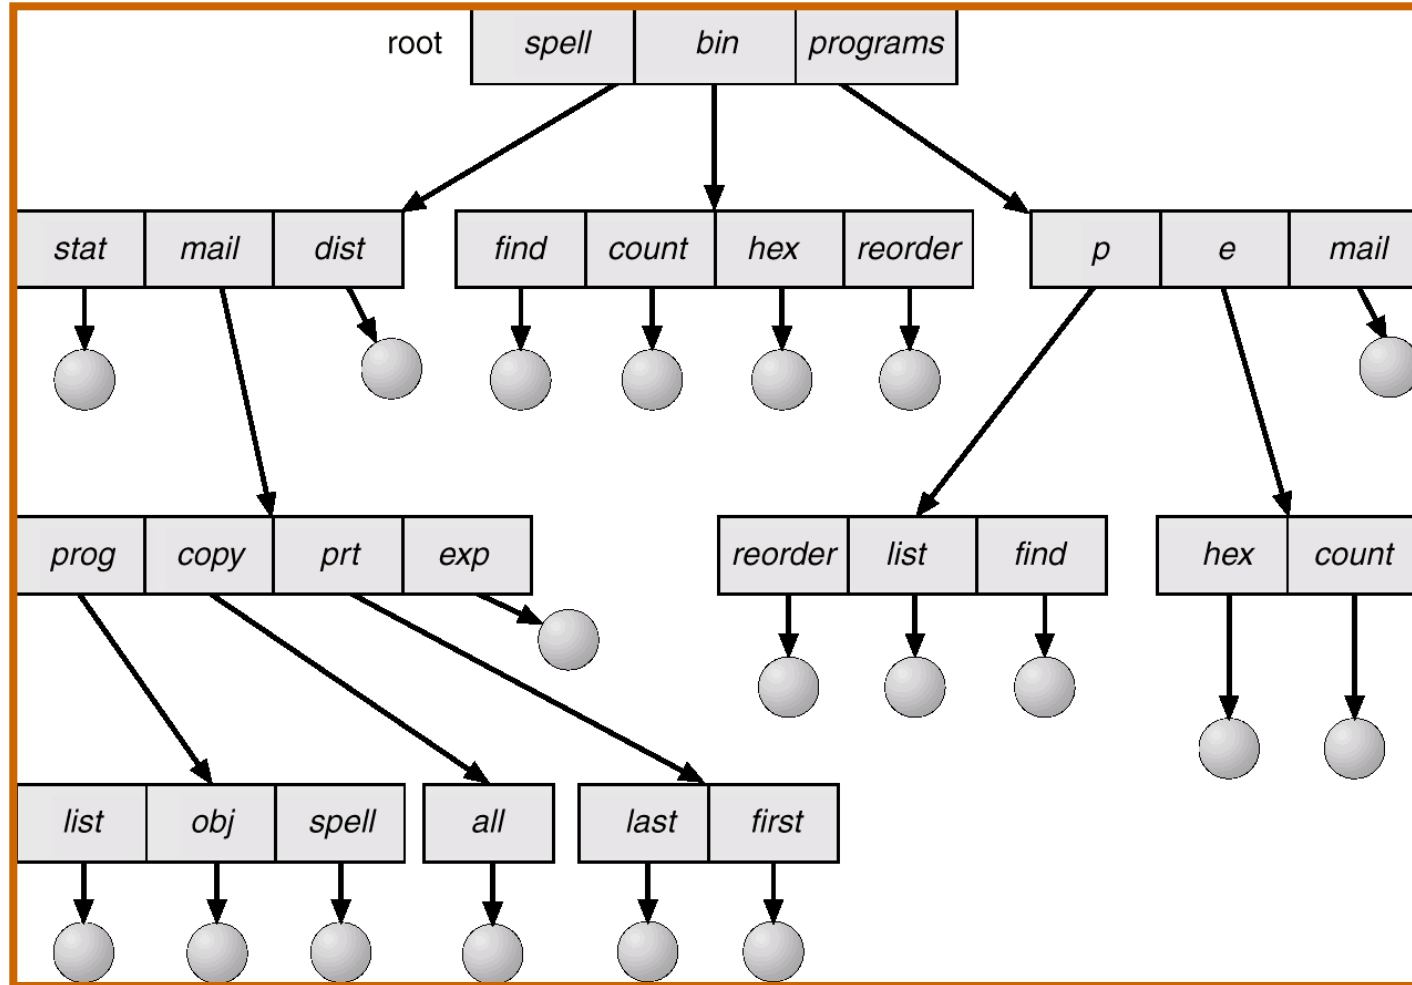 root spell bin programs
stat mail dist find count hex reorder p e mail
prog copy prt exp reorder list find hex count
list obj spell all last first